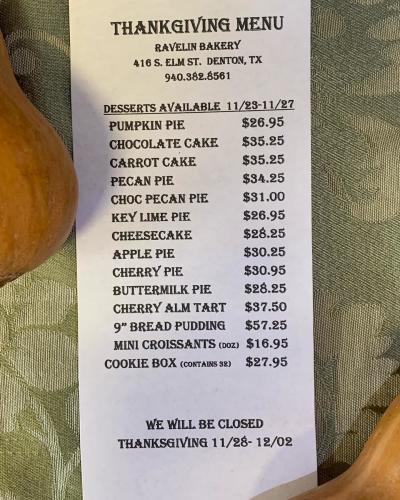 THANKGIVING MENU
RAVELIN BAKERY
416 S. ELM ST. DENTON, TX
940.382.8561
DESSERTS AVAILABLE 11/23-11/27
PUMPKIN PIE $26.95
CHOCOLATE CAKE $35.25
CARROT CAKE $35.25
PECAN PIE $34.25
CHOC PECAN PIE $31.00
KEY LIME PIE $26.95
CHEESECAKE $28.25
APPLE PIE $30.25
CHERRY PIE $30.95
BUTTERMILK PIE $28.25
CHERRY ALM TART $37.50
9" BREAD PUDDING $57.25
MINI CROISSANTS (DOZ) $16.95
COOKIE BOX (CONTAINS 32) $27.95
WE WILL BE CLOSED
THANKSGIVING 11/28- 12/02